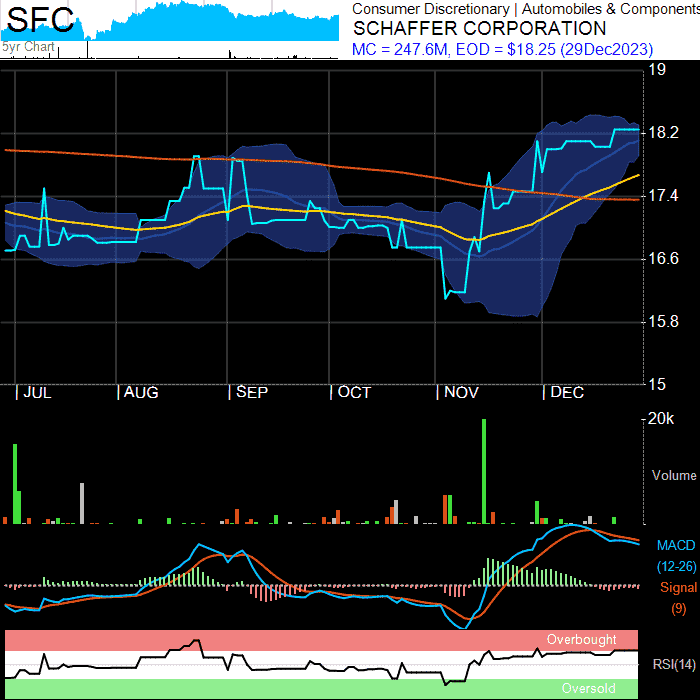 SFC
5yr Chart
Consumer Discretionary | Automobiles & Components
SCHAFFER CORPORATION
MC = 247.6M, EOD = $18.25 (29Dec2023)
19
18.2
17.4
16.6
15.8
15
JUL
AUG
SEP
OCT
NOV
DEC
20k
Volume
MACD
(12-26)
Signal
(9)
Overbought
RSI(14)
Oversold